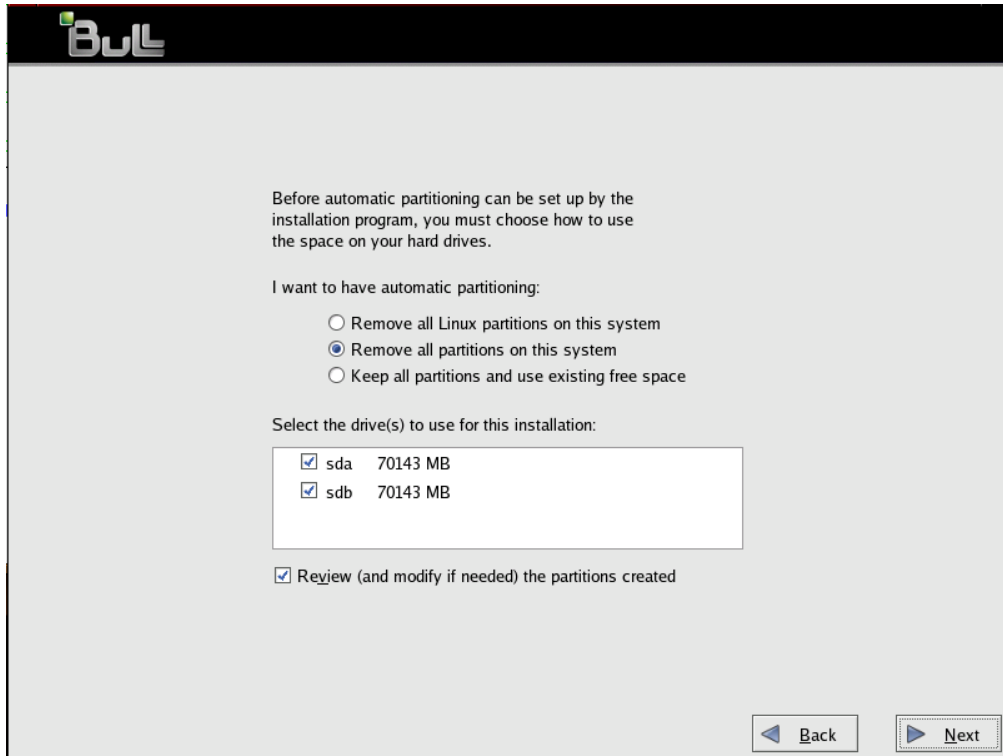 Bull
Before automatic partitioning can be set up by the
installation program, you must choose how to use
the space on your hard drives.
I want to have automatic partitioning:
Remove all Linux partitions on this system
Remove all partitions on this system
Keep all partitions and use existing free space
Select the drive(s) to use for this installation:
sda 70143 MB
sdb 70143 MB
Review (and modify if needed) the partitions created
Back Next